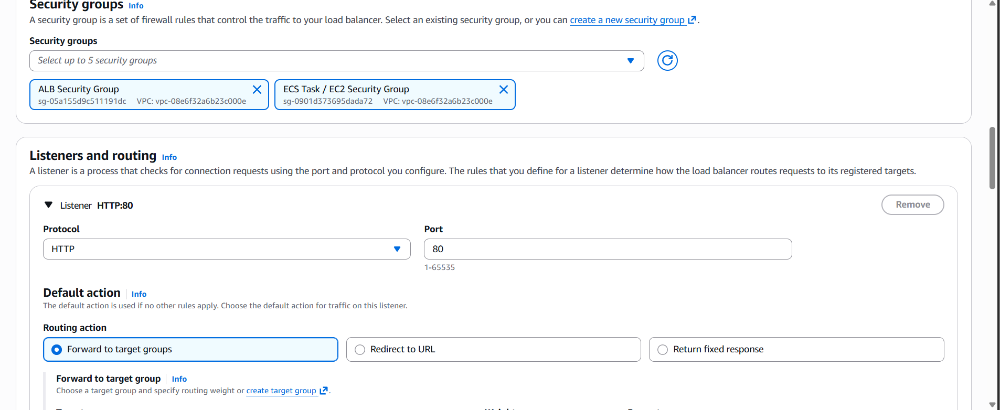 Security groups Info
A security group is a set of firewall rules that control the traffic to your load balancer. Select an existing security group, or you can create a new security group.
Security groups
Select up to 5 security groups
ALB Security Group
sg-05a155d9c511191dc VPC: vpc-08e6f32a6b23c000e
ECS Task / EC2 Security Group
sg-0901d373695dada72 VPC: vpc-08e6f32a6b23c000e
Listeners and routing Info
A listener is a process that checks for connection requests using the port and protocol you configure. The rules that you define for a listener determine how the load balancer routes requests to its registered targets.
Listener HTTP:80
Remove
Protocol
HTTP
Port
80
1-65535
Default action Info
The default action is used if no other rules apply. Choose the default action for traffic on this listener.
Routing action
Forward to target groups
Redirect to URL
Return fixed response
Forward to target group Info
Choose a target group and specify routing weight or create target group.